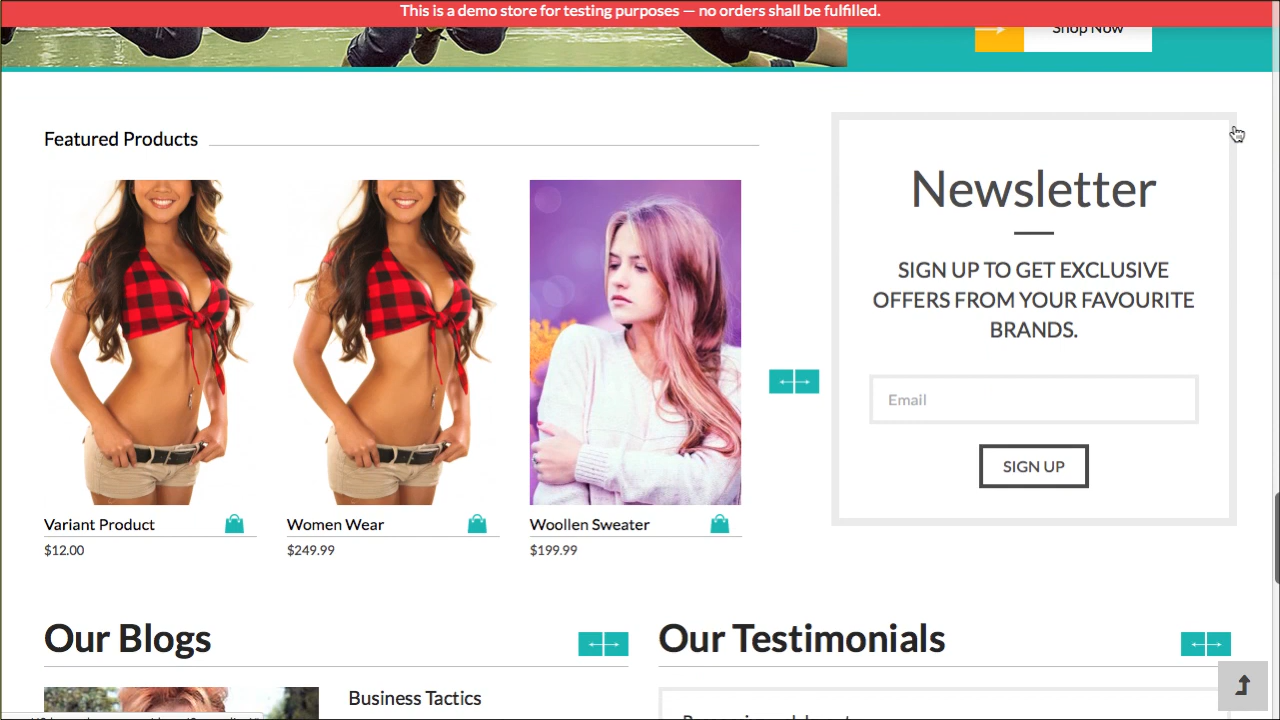 This is a demo store for testing purposes — no orders shall be fulfilled.
Shop Now
Featured Products
Newsletter
SIGN UP TO GET EXCLUSIVE
OFFERS FROM YOUR FAVOURITE
BRANDS.
Email
SIGN UP
Variant Product
$12.00
Women Wear
$249.99
Woollen Sweater
$199.99
Our Blogs
Business Tactics
Our Testimonials